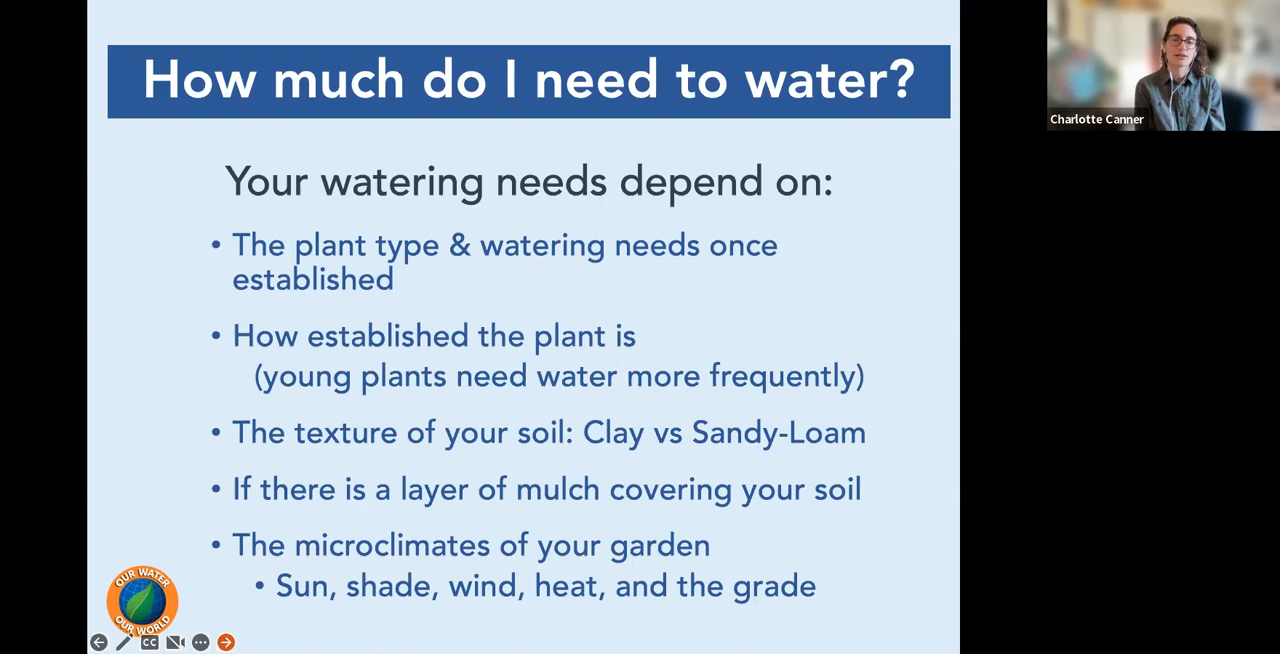 How much do I need to water?
Charlotte Canner
Your watering needs depend on:
• The plant type & watering needs once
established
• How established the plant is
(young plants need water more frequently)
• The texture of your soil: Clay vs Sandy-Loam
• If there is a layer of mulch covering your soil
• The microclimates of your garden
• Sun, shade, wind, heat, and the grade
OUR WATER
OUR WORLD
CC